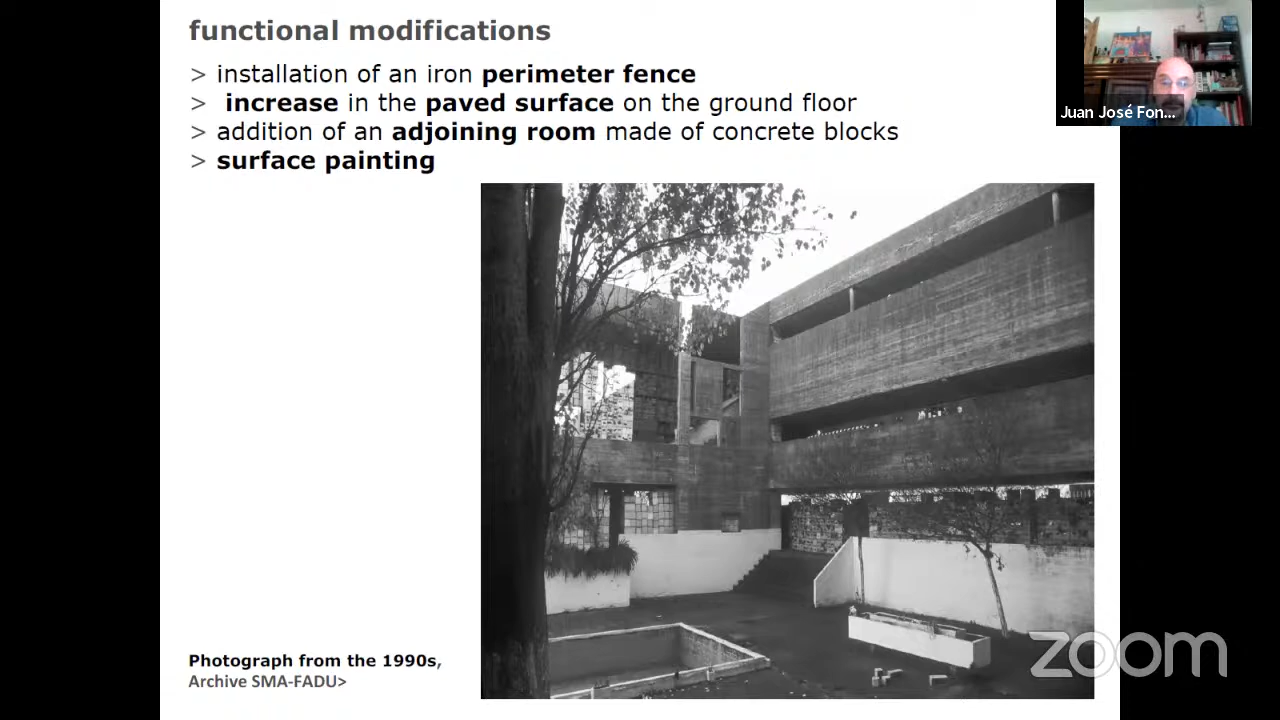 functional modifications
> installation of an iron perimeter fence
> increase in the paved surface on the ground floor
> addition of an adjoining room made of concrete blocks
> surface painting
Juan José Fon...
Photograph from the 1990s,
Archive SMA-FADU>
zoom